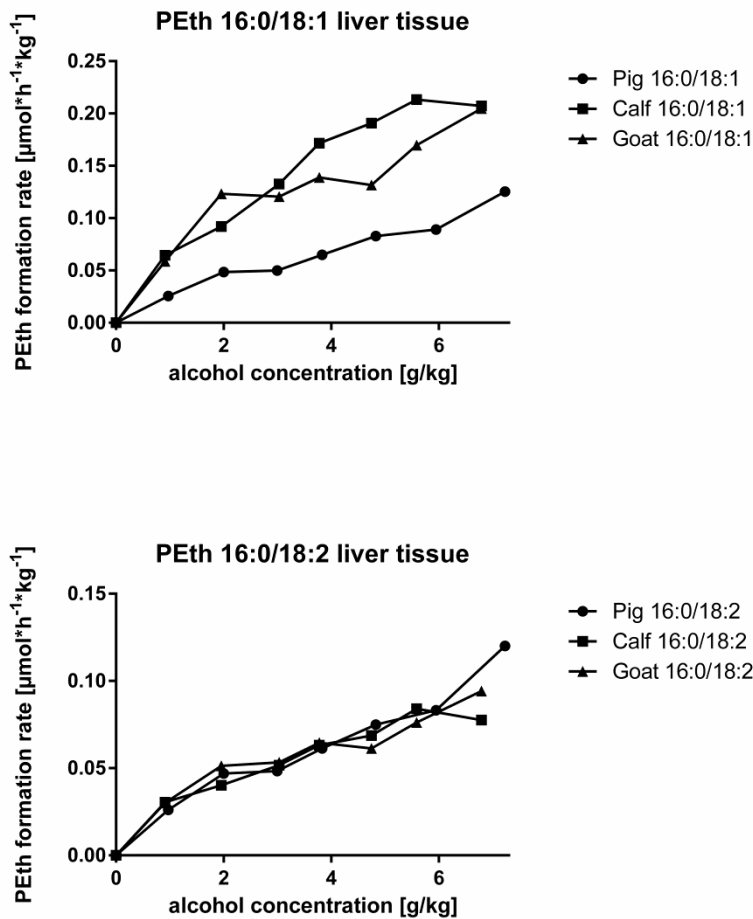 PEth 16:0/18:1 liver tissue
PEth formation rate [µmol*h⁻¹*kg⁻¹]
0.25
0.20
0.15
0.10
0.05
0.00
0 2 4 6
alcohol concentration [g/kg]
Pig 16:0/18:1
Calf 16:0/18:1
Goat 16:0/18:1
PEth 16:0/18:2 liver tissue
PEth formation rate [µmol*h⁻¹*kg⁻¹]
0.15
0.10
0.05
0.00
0 2 4 6
alcohol concentration [g/kg]
Pig 16:0/18:2
Calf 16:0/18:2
Goat 16:0/18:2